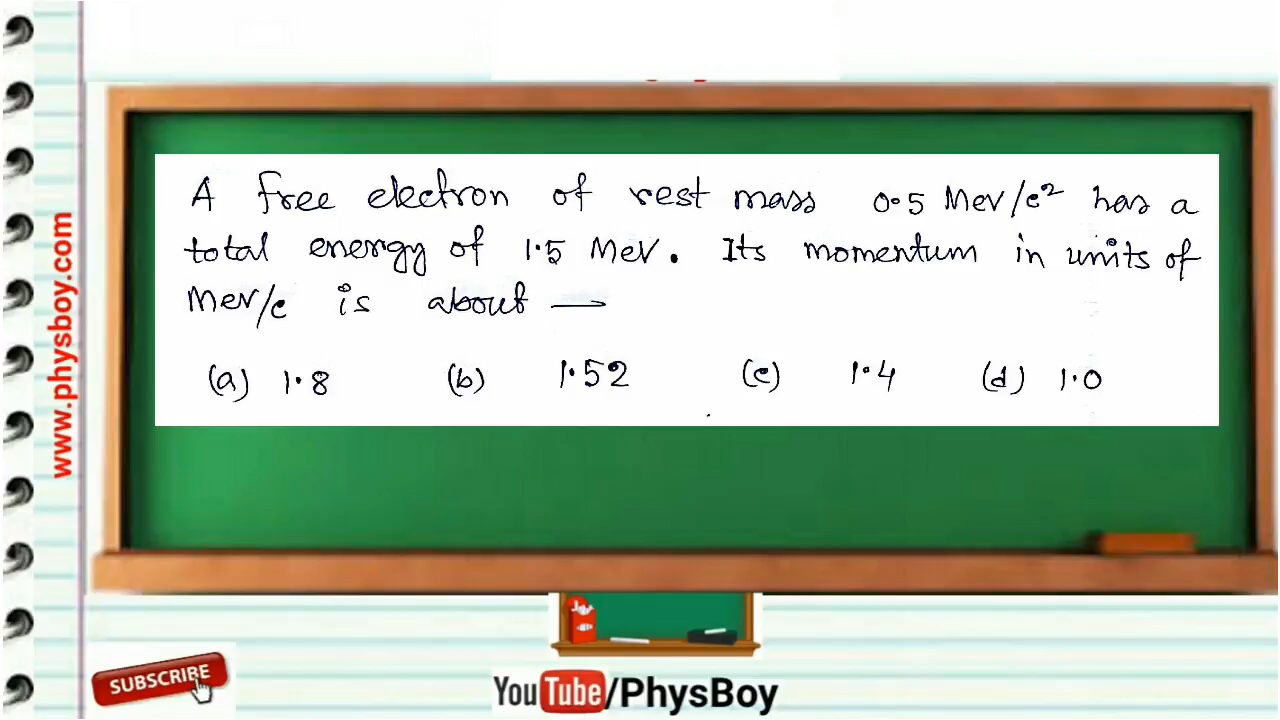 A free electron of rest mass 0.5 Mev/c² has a
total energy of 1.5 MeV. Its momentum in units of
Mev/c is about —
(a) 1.8 (b) 1.52 (c) 1.4 (d) 1.0
www.physboy.com
SUBSCRIBE
YouTube/PhysBoy